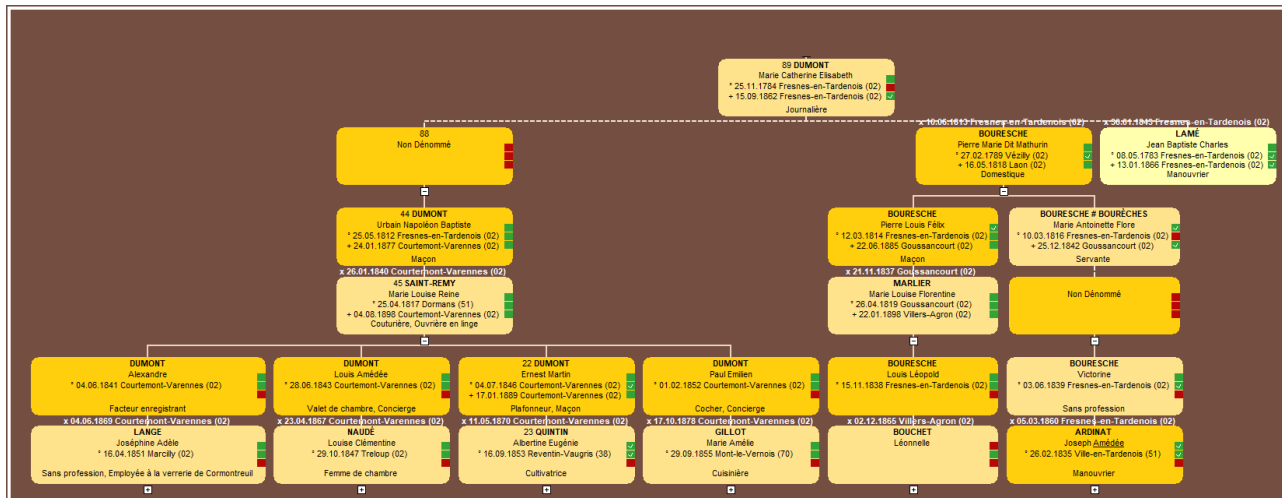 89 DUMONT
Marie Catherine Elisabeth
° 25.11.1784 Fresnes-en-Tardenois (02)
+ 15.09.1862 Fresnes-en-Tardenois (02)
Journalière
88
Non Dénommé
x 10.06.1813 Fresnes-en-Tardenois (02)
BOURESCHE
Pierre Marie Dit Mathurin
° 27.02.1789 Vézilly (02)
+ 16.05.1818 Laon (02)
Domestique
x 30.01.1843 Fresnes-en-Tardenois (02)
LAMÉ
Jean Baptiste Charles
° 08.05.1783 Fresnes-en-Tardenois (02)
+ 13.01.1866 Fresnes-en-Tardenois (02)
Manouvrier
44 DUMONT
Urbain Napoléon Baptiste
° 25.05.1812 Fresnes-en-Tardenois (02)
+ 24.01.1877 Courtemont-Varennes (02)
Maçon
x 26.01.1840 Courtemont-Varennes (02)
45 SAINT-REMY
Marie Louise Reine
° 25.04.1817 Dormans (51)
+ 04.08.1898 Courtemont-Varennes (02)
Couturière, Ouvrière en linge
BOURESCHE
Pierre Louis Félix
° 12.03.1814 Fresnes-en-Tardenois (02)
+ 22.06.1885 Goussancourt (02)
Maçon
x 21.11.1837 Goussancourt (02)
MARLIER
Marie Louise Florentine
° 26.04.1819 Goussancourt (02)
+ 22.01.1898 Villers-Agron (02)
BOURESCHE # BOURÈCHES
Marie Antoinette Flore
° 10.03.1816 Fresnes-en-Tardenois (02)
+ 25.12.1842 Goussancourt (02)
Servante
Non Dénommé
DUMONT
Alexandre
° 04.06.1841 Courtemont-Varennes (02)
Facteur enregistrant
x 04.06.1869 Courtemont-Varennes (02)
LANGE
Joséphine Adèle
° 16.04.1851 Marcilly (02)
Sans profession, Employée à la verrerie de Cormontreuil
DUMONT
Louis Amédée
° 28.06.1843 Courtemont-Varennes (02)
Valet de chambre, Concierge
x 23.04.1867 Courtemont-Varennes (02)
NAUDÉ
Louise Clémentine
° 29.10.1847 Treloup (02)
Femme de chambre
22 DUMONT
Ernest Martin
° 04.07.1846 Courtemont-Varennes (02)
+ 17.01.1889 Courtemont-Varennes (02)
Plafonneur, Maçon
x 11.05.1870 Courtemont-Varennes (02)
23 QUINTIN
Albertine Eugénie
° 16.09.1853 Reventin-Vaugris (38)
Cultivatrice
DUMONT
Paul Emilien
° 01.02.1852 Courtemont-Varennes (02)
Cocher, Concierge
x 17.10.1878 Courtemont-Varennes (02)
GILLOT
Marie Amélie
° 29.09.1855 Mont-le-Vernois (70)
Cuisinière
BOURESCHE
Louis Léopold
° 15.11.1838 Fresnes-en-Tardenois (02)
x 02.12.1865 Villers-Agron (02)
BOUCHET
Léonnelle
BOURESCHE
Victorine
° 03.06.1839 Fresnes-en-Tardenois (02)
Sans profession
x 05.03.1860 Fresnes-en-Tardenois (02)
ARDINAT
Joseph Amédée
° 26.02.1835 Ville-en-Tardenois (51)
Manouvrier